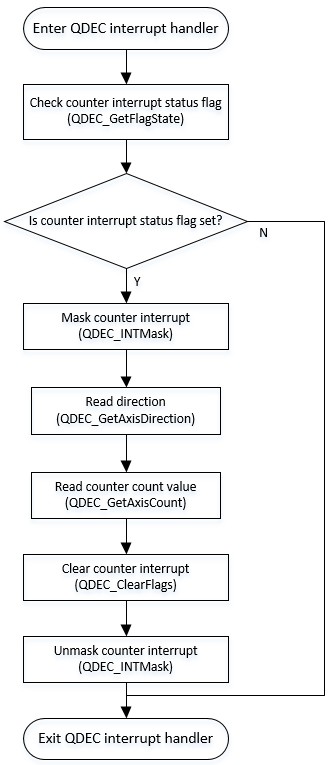 Enter QDEC interrupt handler
Check counter interrupt status flag
(QDEC_GetFlagState)
Is counter interrupt status flag set?
N
Y
Mask counter interrupt
(QDEC_INTMask)
Read direction
(QDEC_GetAxisDirection)
Read counter count value
(QDEC_GetAxisCount)
Clear counter interrupt
(QDEC_ClearFlags)
Unmask counter interrupt
(QDEC_INTMask)
Exit QDEC interrupt handler